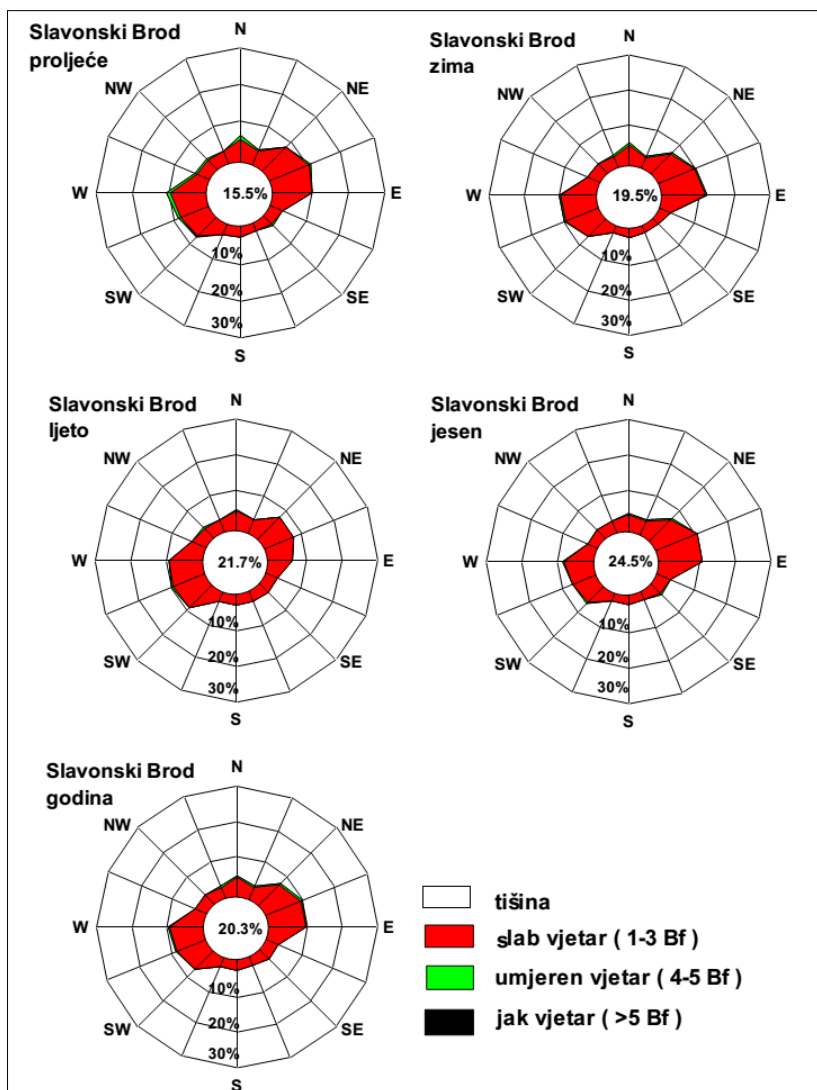 Slavonski Brod
proljeće
N
NE
E
SE
S
SW
W
NW
15.5%
10%
20%
30%
Slavonski Brod
zima
N
NE
E
SE
S
SW
W
NW
19.5%
10%
20%
30%
Slavonski Brod
ljeto
N
NE
E
SE
S
SW
W
NW
21.7%
10%
20%
30%
Slavonski Brod
jesen
N
NE
E
SE
S
SW
W
NW
24.5%
10%
20%
30%
Slavonski Brod
godina
N
NE
E
SE
S
SW
W
NW
20.3%
10%
20%
30%
tišina
slab vjetar ( 1-3 Bf )
umjeren vjetar ( 4-5 Bf )
jak vjetar ( >5 Bf )